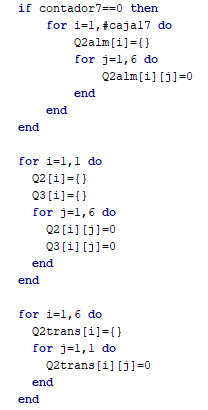 if contador7==0 then
for i=1,#caja17 do
Q2alm[i]={}
for j=1,6 do
Q2alm[i][j]=0
end
end
end
for i=1,1 do
Q2[i]={}
Q3[i]={}
for j=1,6 do
Q2[i][j]=0
Q3[i][j]=0
end
end
for i=1,6 do
Q2trans[i]={}
for j=1,1 do
Q2trans[i][j]=0
end
end